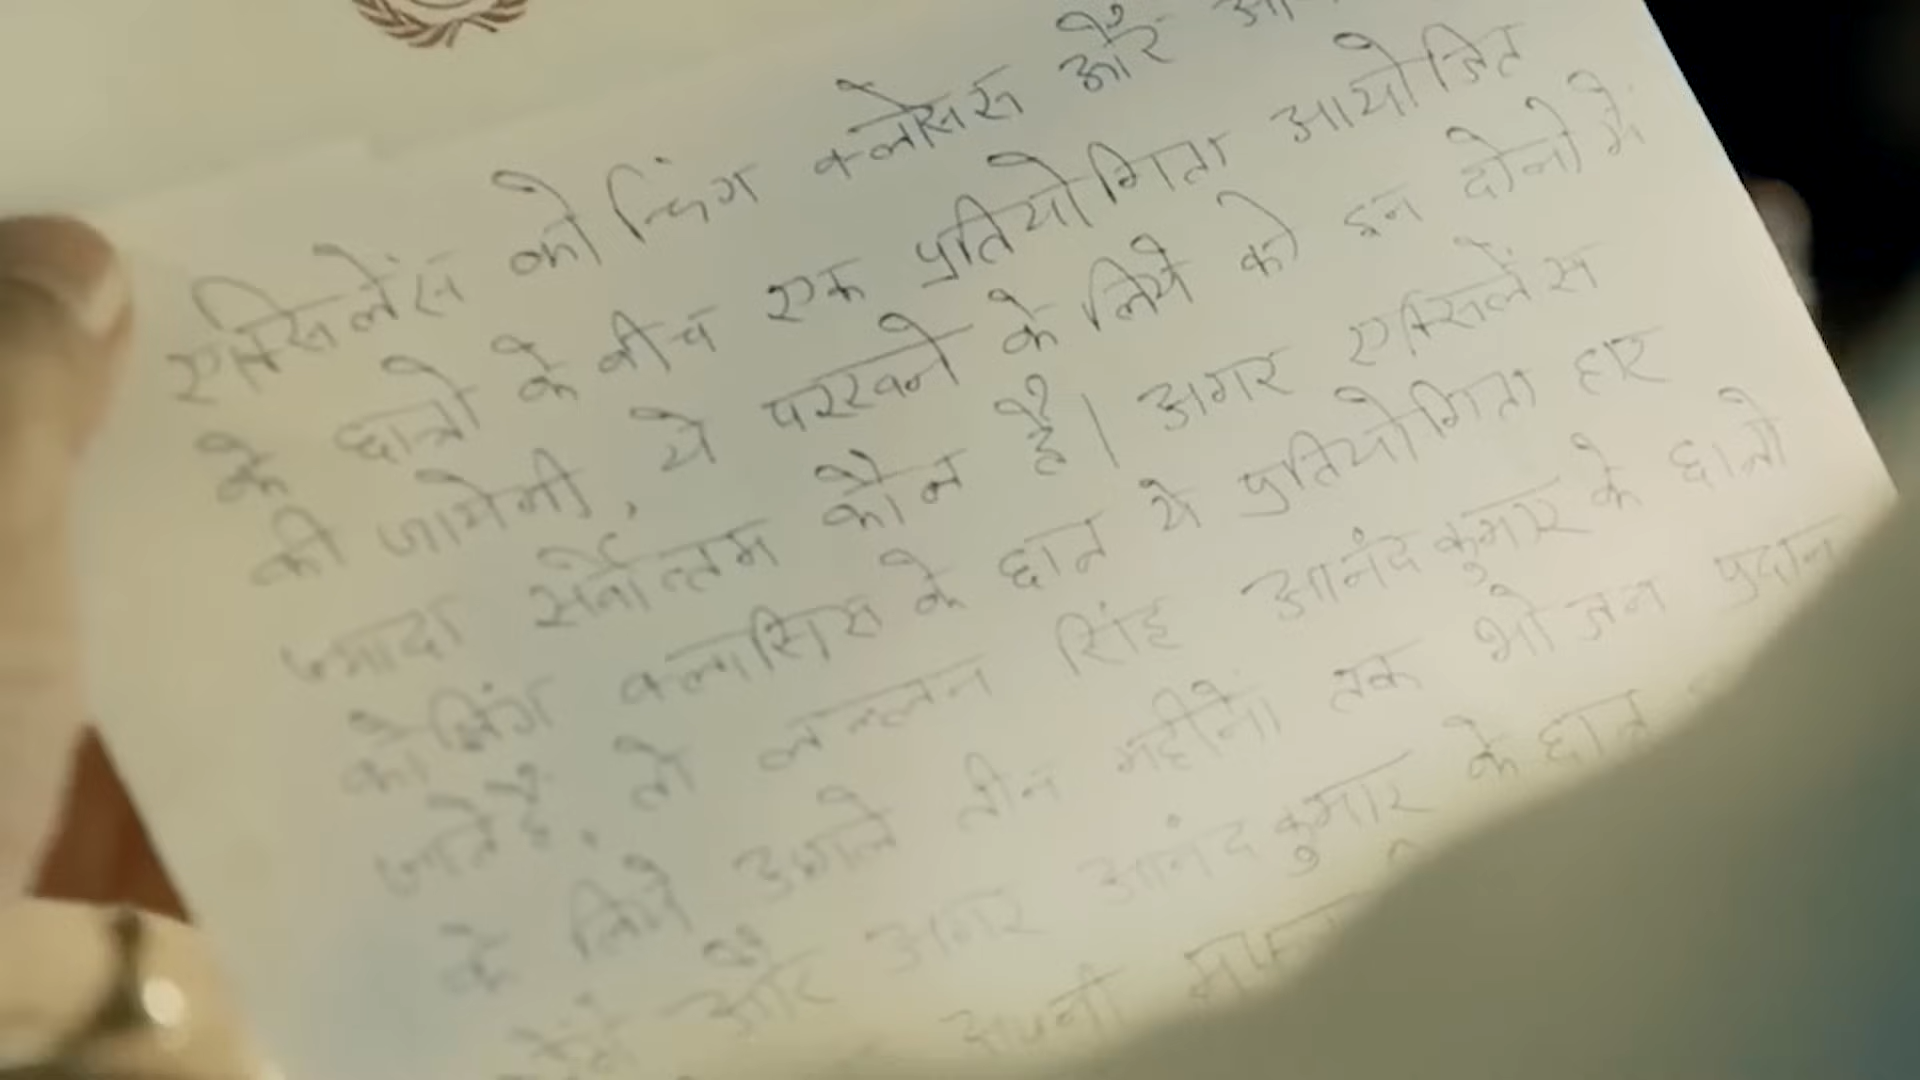 एक्सिलेंस कोचिंग क्लासेस और
के छात्रो के बीच एक प्रतियोगिता आयोजित
की जायेगी, ये परखने के लिये की इन दोनो में
ज्यादा सर्वोत्तम कौन है। अगर एक्सिलेंस
कोचिंग क्लासिस के छात्र ये प्रतियोगिता हार
जाते हैं, तो लल्लन सिंह आनंद कुमार के छात्रो
के लिये अगले तीन महीनो तक भोजन प्रदान
करेंगे और अगर आनंद कुमार के छात्र
अपनी